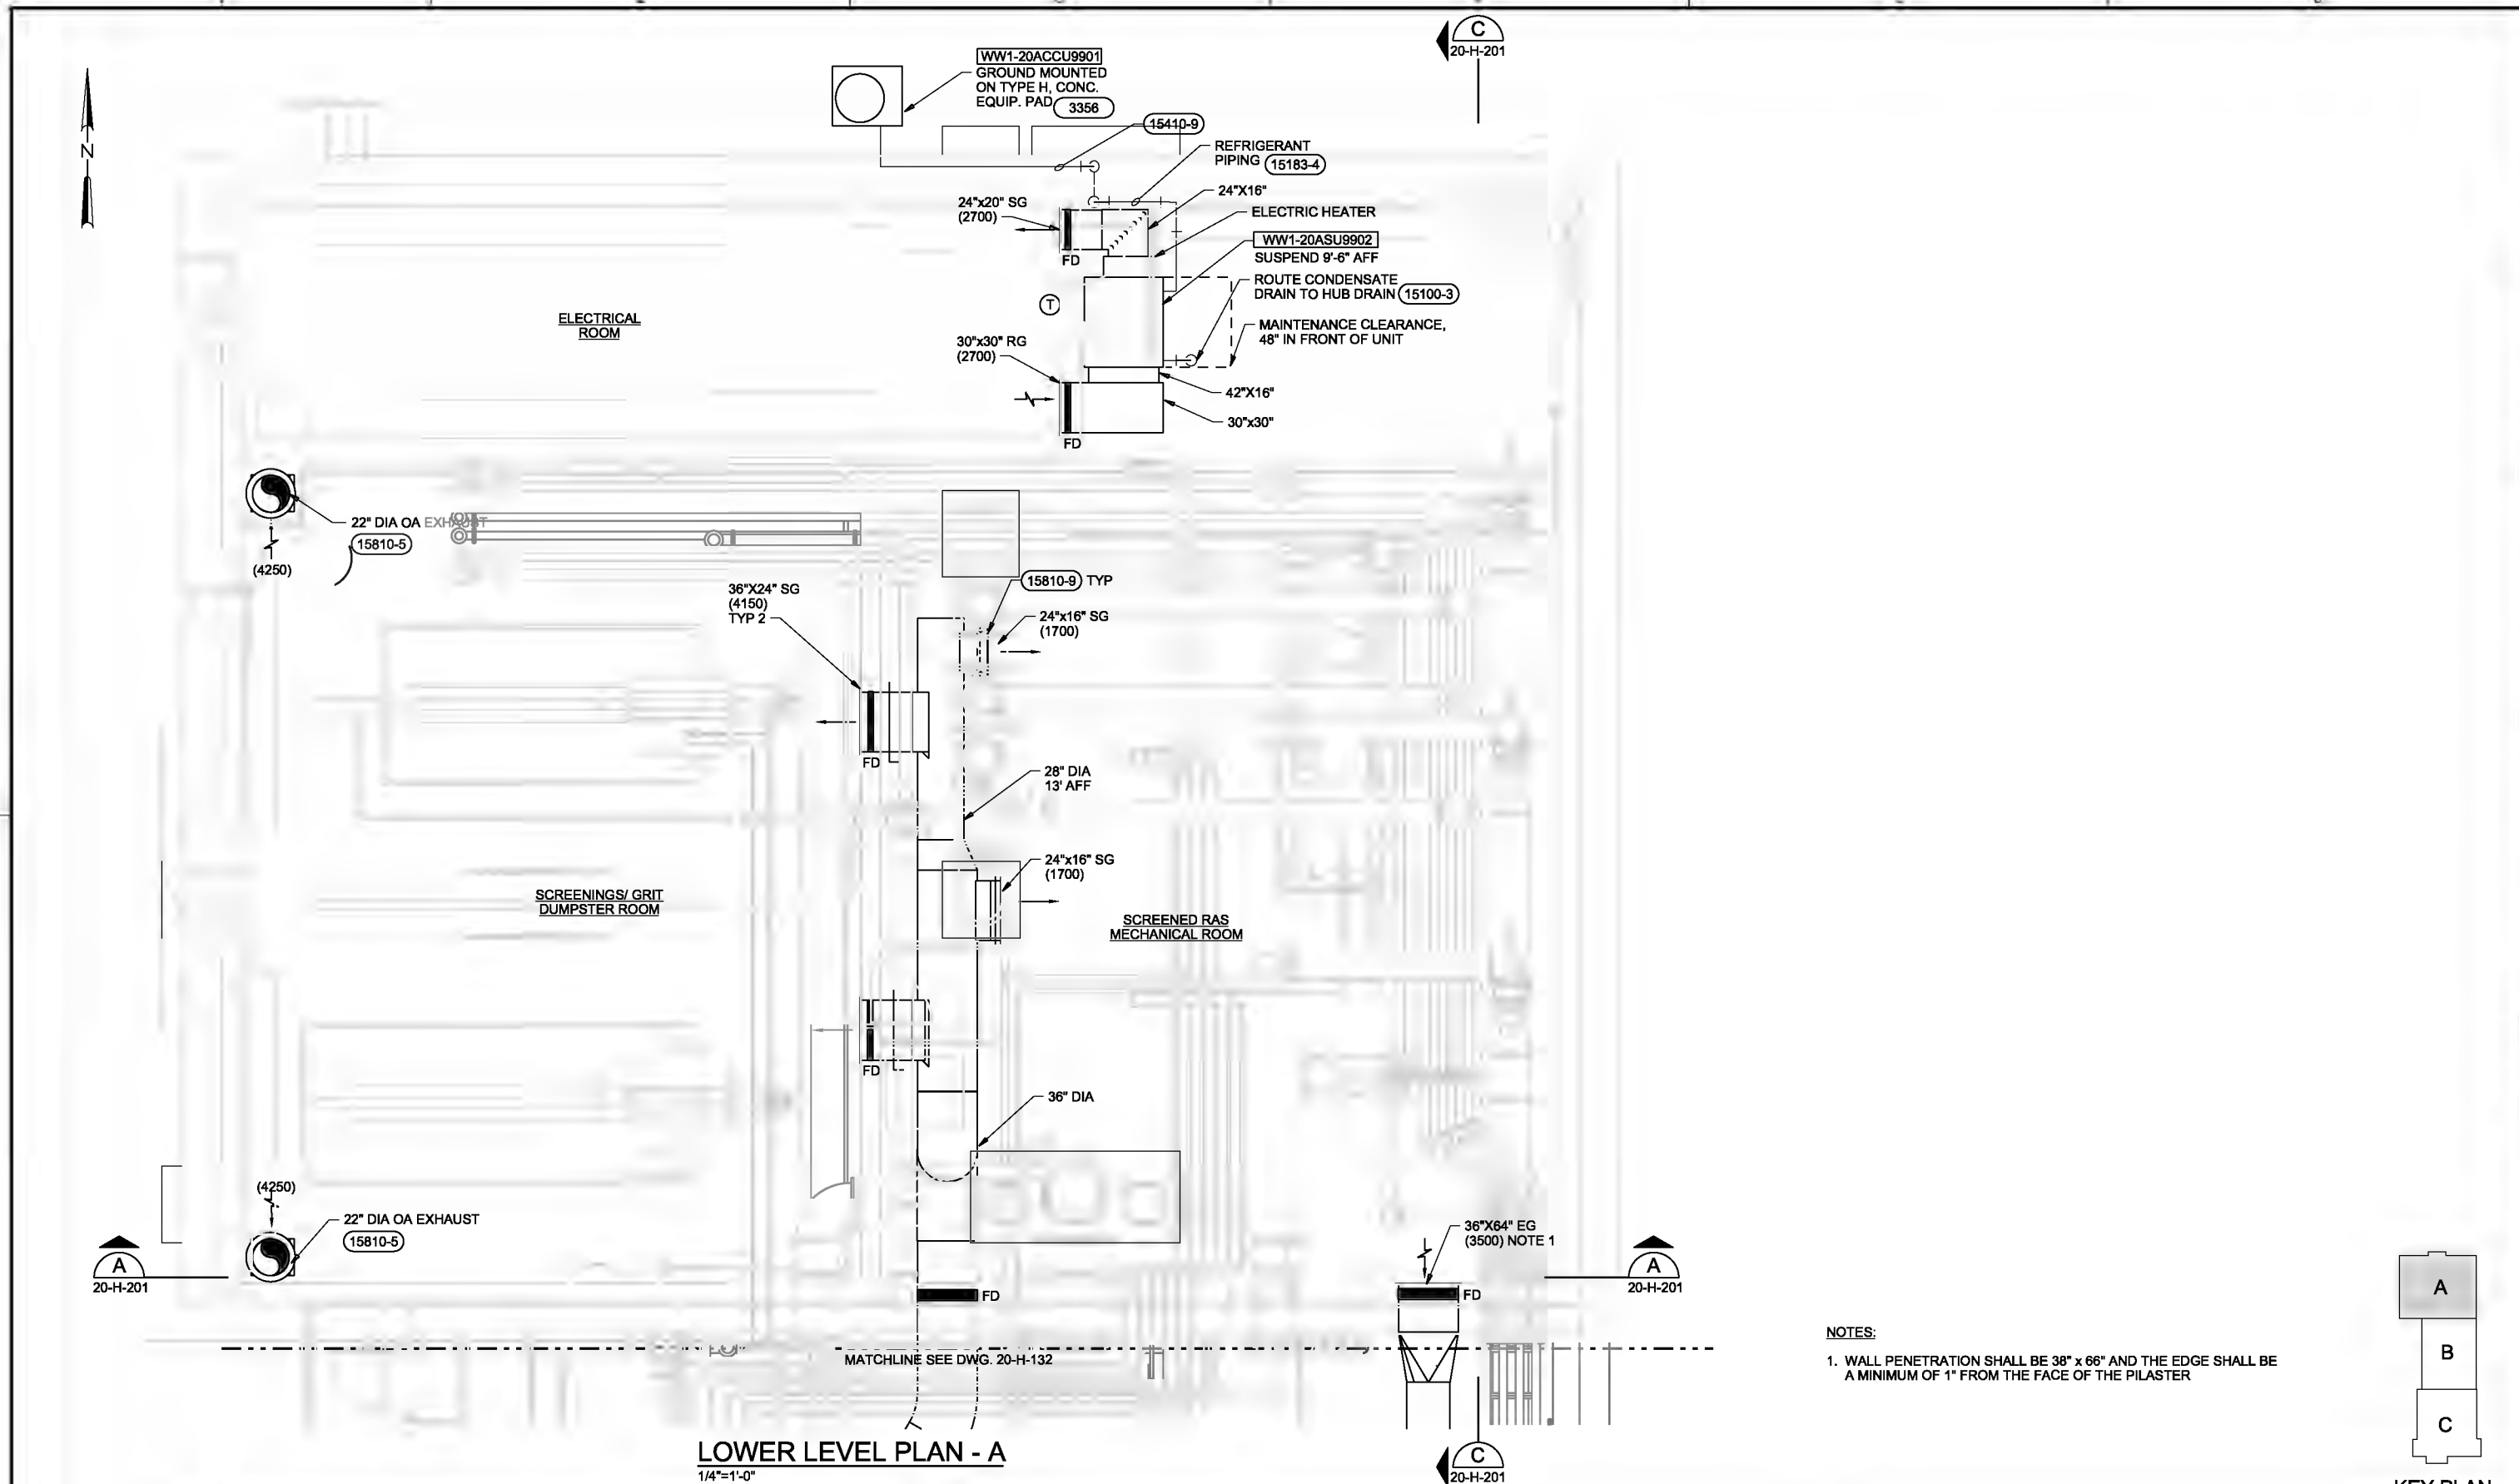 C
20-H-201
WW1-20ACCU9901
GROUND MOUNTED
ON TYPE H, CONC.
EQUIP. PAD 3356
N
15410-9
REFRIGERANT
PIPING 15183-4
24"X16"
24"x20" SG
(2700)
ELECTRIC HEATER
WW1-20ASU9902
SUSPEND 9'-6" AFF
FD
ROUTE CONDENSATE
DRAIN TO HUB DRAIN 15100-3
T
ELECTRICAL
ROOM
MAINTENANCE CLEARANCE,
48" IN FRONT OF UNIT
30"x30" RG
(2700)
42"X16"
30"x30"
FD
22" DIA OA EXHAUST
15810-5
(4250)
15810-9 TYP
36"X24" SG
(4150)
TYP 2
24"x16" SG
(1700)
FD
28" DIA
13' AFF
24"x16" SG
(1700)
SCREENINGS/ GRIT
DUMPSTER ROOM
SCREENED RAS
MECHANICAL ROOM
FD
36" DIA
(4250)
22" DIA OA EXHAUST
15810-5
36"X64" EG
(3500) NOTE 1
A
20-H-201
A
20-H-201
FD
FD
MATCHLINE SEE DWG. 20-H-132
NOTES:
1. WALL PENETRATION SHALL BE 38" x 66" AND THE EDGE SHALL BE
A MINIMUM OF 1" FROM THE FACE OF THE PILASTER
A
B
C
LOWER LEVEL PLAN - A
1/4"=1'-0"
C
20-H-201
KEY PLAN